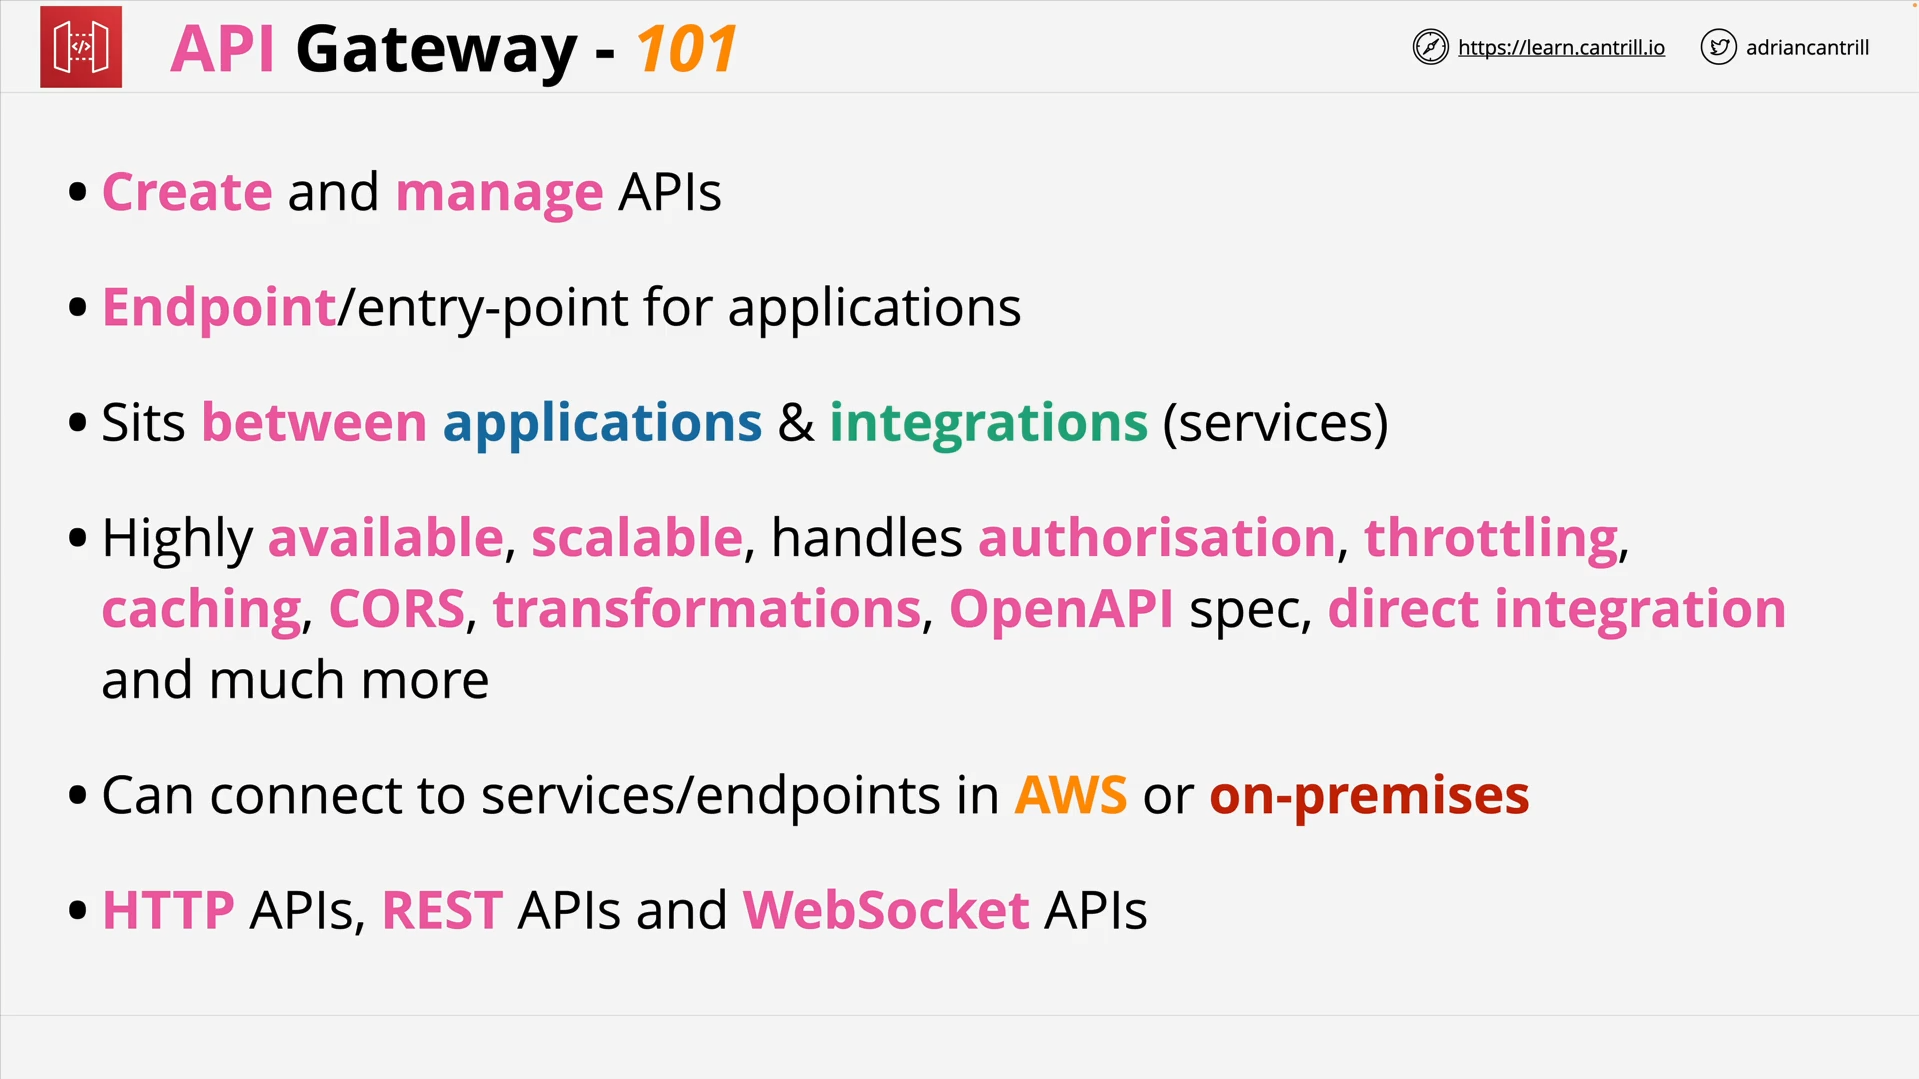 API Gateway - 101
https://learn.cantrill.io
adriancantrill
• Create and manage APIs
• Endpoint/entry-point for applications
• Sits between applications & integrations (services)
• Highly available, scalable, handles authorisation, throttling,
caching, CORS, transformations, OpenAPI spec, direct integration
and much more
• Can connect to services/endpoints in AWS or on-premises
• HTTP APIs, REST APIs and WebSocket APIs